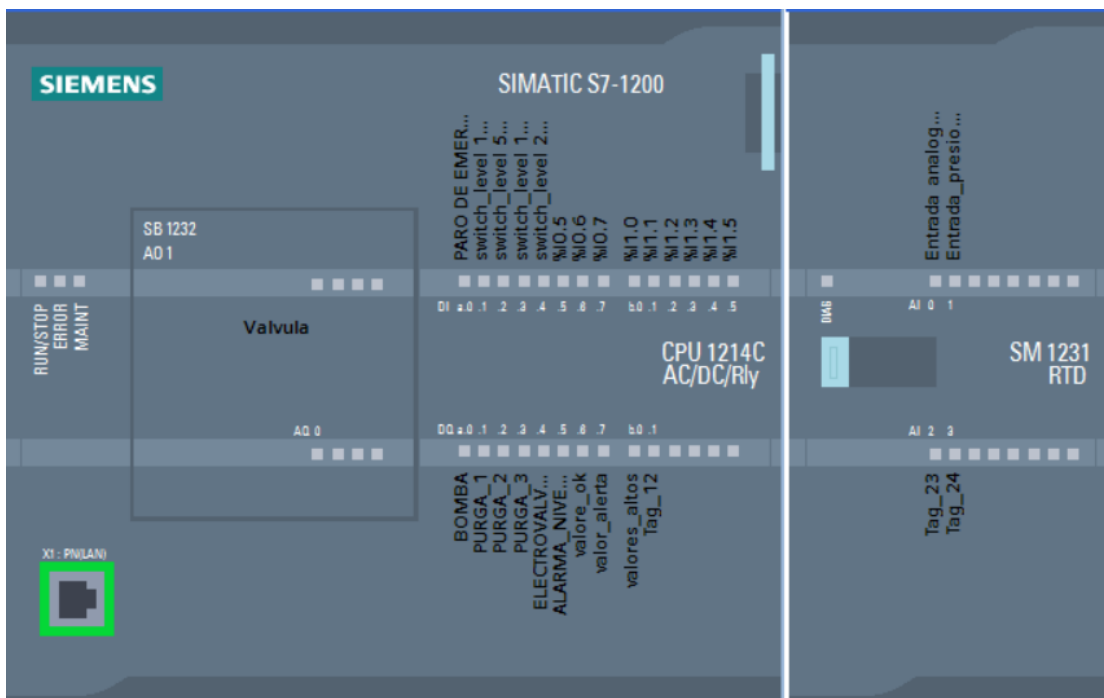 SIEMENS
SIMATIC S7-1200
PARO DE EMER...
switch_level 1...
switch_level 5...
switch_level 1...
switch_level 2...
%I0.5
%I0.6
%I0.7
%I1.0
%I1.1
%I1.2
%I1.3
%I1.4
%I1.5
Entrada analog...
Entrada_presio...
SB 1232
AO 1
RUN/STOP
ERROR
MAINT
DI a.0 .1 .2 .3 .4 .5 .6 .7 b.0 .1 .2 .3 .4 .5
DIAG
AI 0 1
Valvula
CPU 1214C
AC/DC/Rly
SM 1231
RTD
AQ 0
DQ a.0 .1 .2 .3 .4 .5 .6 .7 b.0 .1
AI 2 3
BOMBA
PURGA_1
PURGA_2
PURGA_3
ELECTROVALV...
ALARMA_NIVE...
valore_ok
valor_alerta
valores_altos
Tag_12
Tag_23
Tag_24
X1 : PN(LAN)